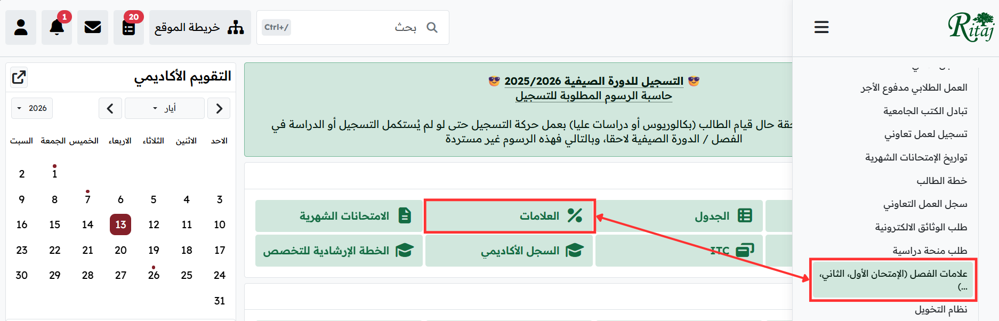 Ritaj
بحث
Ctrl+/
خريطة الموقع
20
1
العمل الطلابي مدفوع الأجر
تبادل الكتب الجامعية
تسجيل لعمل تعاوني
تواريخ الإمتحانات الشهرية
خطة الطالب
سجل العمل التعاوني
طلب الوثائق الالكترونية
طلب منحة دراسية
علامات الفصل (الإمتحان الأول، الثاني،
...)
نظام التخويل
😎 التسجيل للدورة الصيفية 2025/2026 😎
حاسبة الرسوم المطلوبة للتسجيل
حال قيام الطالب (بكالوريوس أو دراسات عليا) بعمل حركة التسجيل حتى لو لم يُستكمل التسجيل أو الدراسة في
الفصل / الدورة الصيفية لاحقا، وبالتالي فهذه الرسوم غير مستردة
الجدول
العلامات
الامتحانات الشهرية
ITC
السجل الأكاديمي
الخطة الإرشادية للتخصص
التقويم الأكاديمي
أيار
2026
الاحد الاثنين الثلاثاء الاربعاء الخميس الجمعة السبت
1 2
3 4 5 6 7 8 9
10 11 12 13 14 15 16
17 18 19 20 21 22 23
24 25 26 27 28 29 30
31